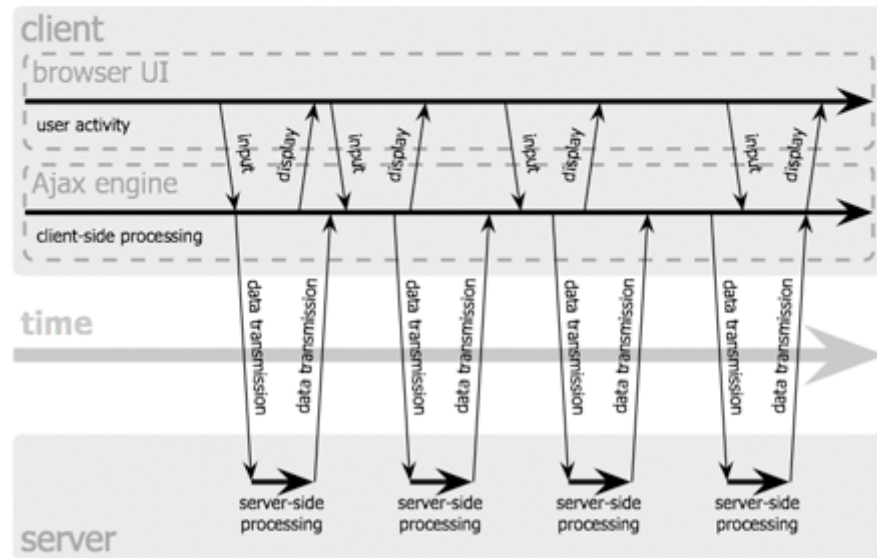 client
browser UI
user activity
input
display
input
display
input
display
input
display
Ajax engine
client-side processing
data transmission
data transmission
data transmission
data transmission
data transmission
data transmission
data transmission
data transmission
time
server-side
processing
server-side
processing
server-side
processing
server-side
processing
server